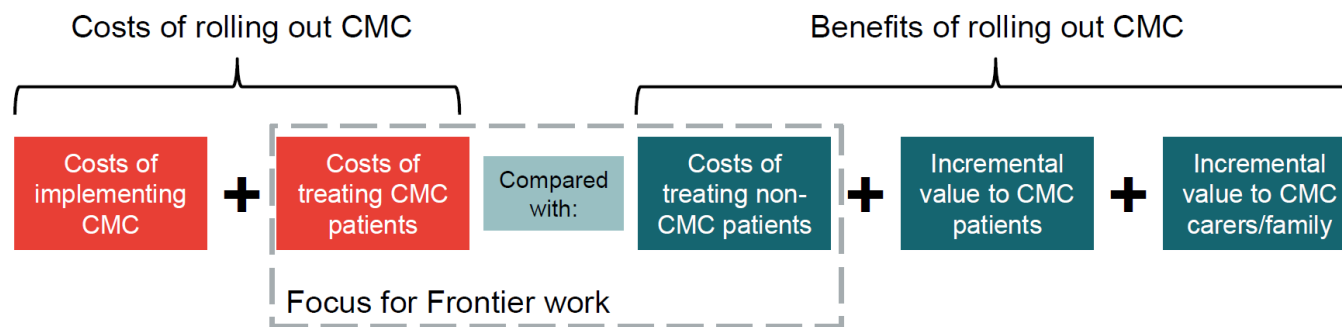 Costs of rolling out CMC
Benefits of rolling out CMC
Costs of
implementing
CMC
+
Costs of
treating CMC
patients
Compared
with:
Costs of
treating non-
CMC patients
+
Incremental
value to CMC
patients
+
Incremental
value to CMC
carers/family
Focus for Frontier work